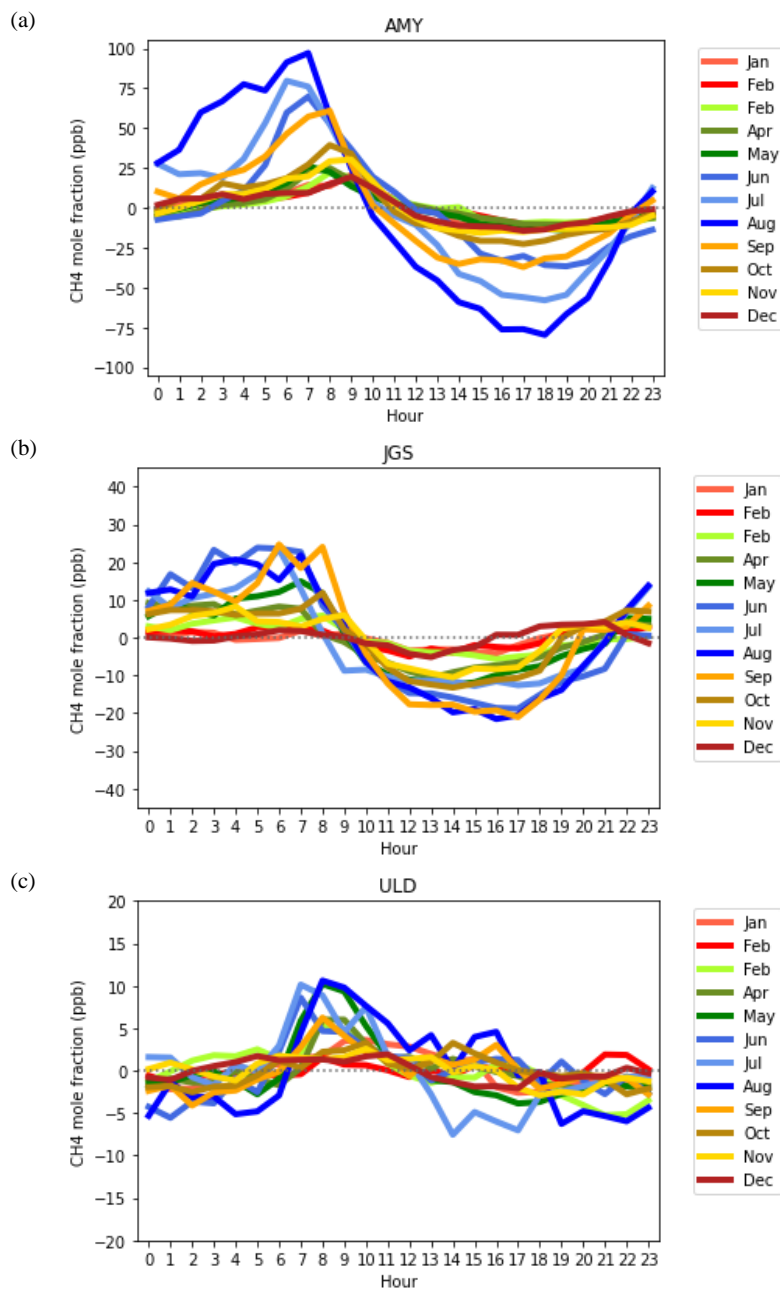 (a)
AMY
CH4 mole fraction (ppb)
100
75
50
25
0
−25
−50
−75
−100
0 1 2 3 4 5 6 7 8 9 10 11 12 13 14 15 16 17 18 19 20 21 22 23
Hour
Jan
Feb
Feb
Apr
May
Jun
Jul
Aug
Sep
Oct
Nov
Dec
(b)
JGS
CH4 mole fraction (ppb)
40
30
20
10
0
−10
−20
−30
−40
0 1 2 3 4 5 6 7 8 9 10 11 12 13 14 15 16 17 18 19 20 21 22 23
Hour
Jan
Feb
Feb
Apr
May
Jun
Jul
Aug
Sep
Oct
Nov
Dec
(c)
ULD
CH4 mole fraction (ppb)
20
15
10
5
0
−5
−10
−15
−20
0 1 2 3 4 5 6 7 8 9 10 11 12 13 14 15 16 17 18 19 20 21 22 23
Hour
Jan
Feb
Feb
Apr
May
Jun
Jul
Aug
Sep
Oct
Nov
Dec